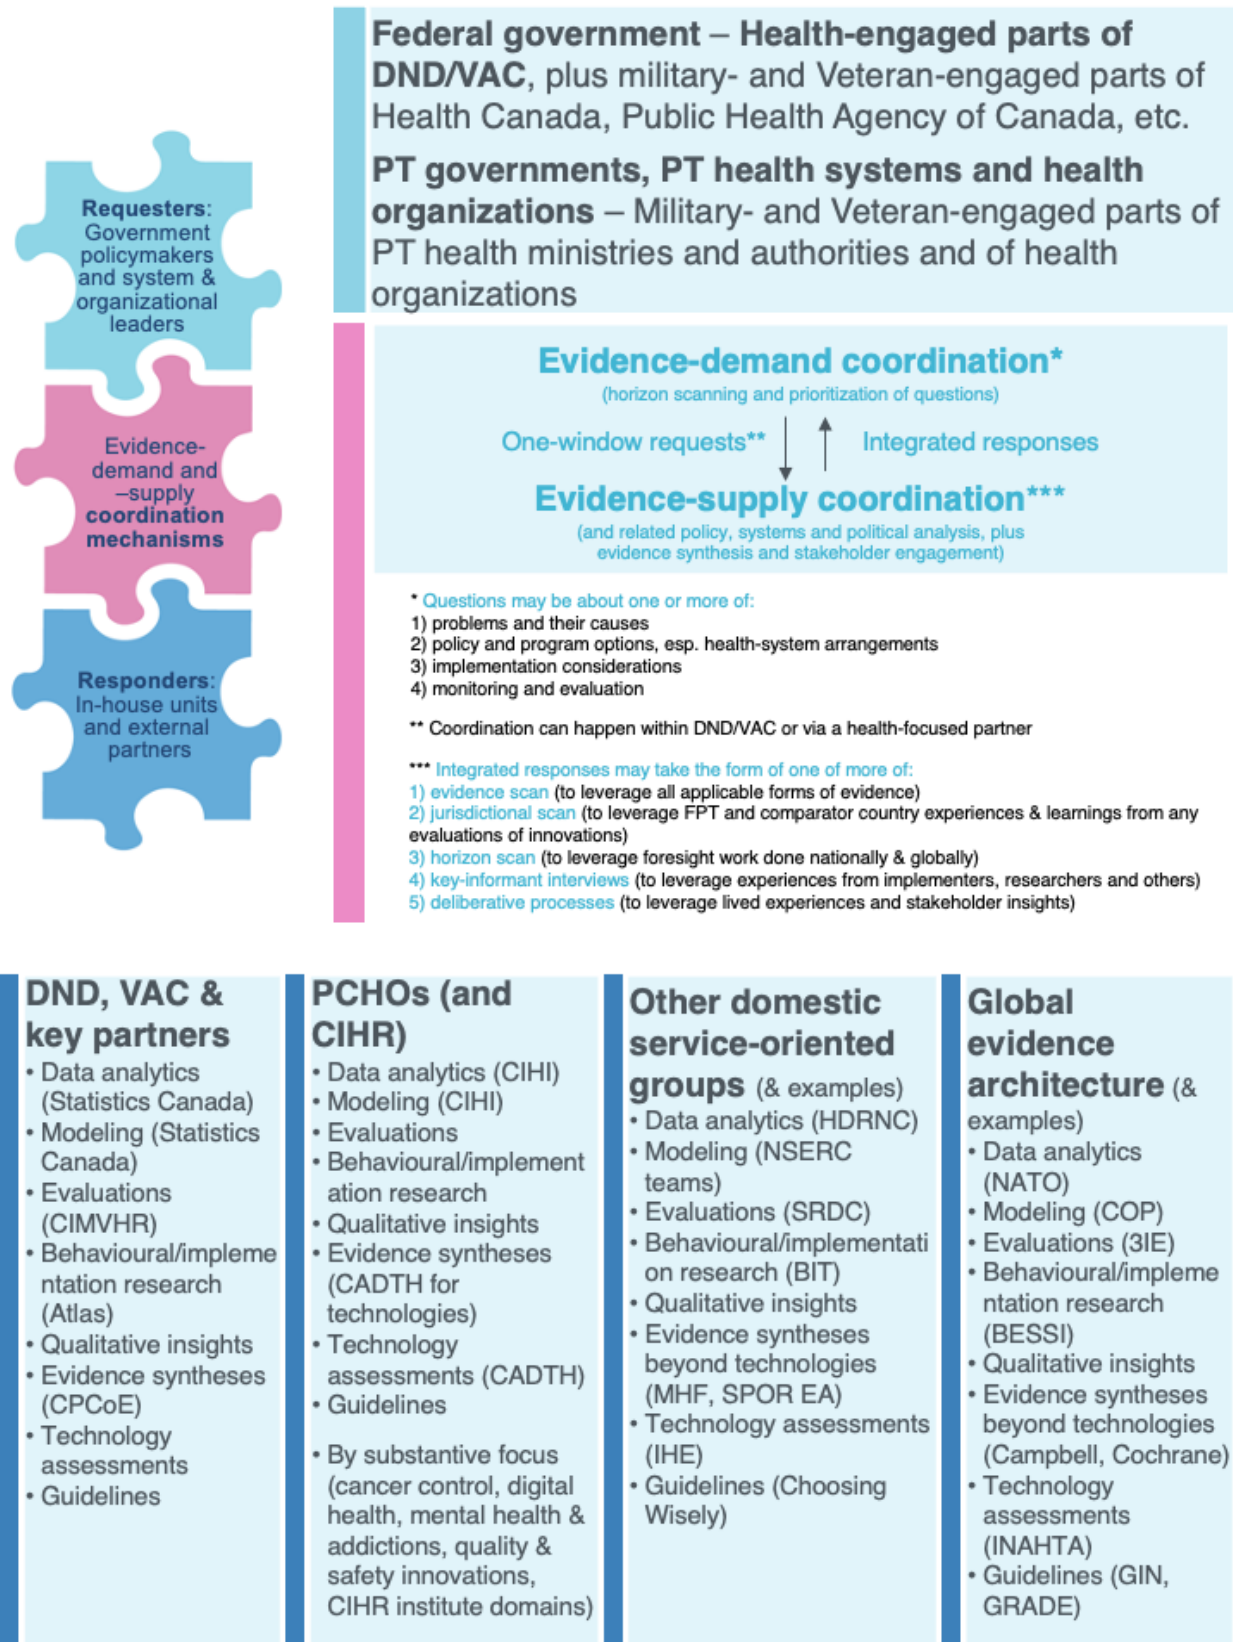 Federal government – Health-engaged parts of
DND/VAC, plus military- and Veteran-engaged parts of
Health Canada, Public Health Agency of Canada, etc.
PT governments, PT health systems and health
organizations – Military- and Veteran-engaged parts of
PT health ministries and authorities and of health
organizations
Requesters:
Government
policymakers
and system &
organizational
leaders
Evidence-demand coordination*
(horizon scanning and prioritization of questions)
One-window requests**
Integrated responses
Evidence-supply coordination***
(and related policy, systems and political analysis, plus
evidence synthesis and stakeholder engagement)
Evidence-
demand and
–supply
coordination
mechanisms
* Questions may be about one or more of:
1) problems and their causes
2) policy and program options, esp. health-system arrangements
3) implementation considerations
4) monitoring and evaluation
** Coordination can happen within DND/VAC or via a health-focused partner
*** Integrated responses may take the form of one of more of:
1) evidence scan (to leverage all applicable forms of evidence)
2) jurisdictional scan (to leverage FPT and comparator country experiences & learnings from any
evaluations of innovations)
3) horizon scan (to leverage foresight work done nationally & globally)
4) key-informant interviews (to leverage experiences from implementers, researchers and others)
5) deliberative processes (to leverage lived experiences and stakeholder insights)
Responders:
In-house units
and external
partners
DND, VAC &
key partners
• Data analytics
(Statistics Canada)
• Modeling (Statistics
Canada)
• Evaluations
(CIMVHR)
• Behavioural/impleme
ntation research
(Atlas)
• Qualitative insights
• Evidence syntheses
(CPCoE)
• Technology
assessments
• Guidelines
PCHOs (and
CIHR)
• Data analytics (CIHI)
• Modeling (CIHI)
• Evaluations
• Behavioural/implement
ation research
• Qualitative insights
• Evidence syntheses
(CADTH for
technologies)
• Technology
assessments (CADTH)
• Guidelines
• By substantive focus
(cancer control, digital
health, mental health &
addictions, quality &
safety innovations,
CIHR institute domains)
Other domestic
service-oriented
groups (& examples)
• Data analytics (HDRNC)
• Modeling (NSERC
teams)
• Evaluations (SRDC)
• Behavioural/implementati
on research (BIT)
• Qualitative insights
• Evidence syntheses
beyond technologies
(MHF, SPOR EA)
• Technology assessments
(IHE)
• Guidelines (Choosing
Wisely)
Global
evidence
architecture (&
examples)
• Data analytics
(NATO)
• Modeling (COP)
• Evaluations (3IE)
• Behavioural/impleme
ntation research
(BESSI)
• Qualitative insights
• Evidence syntheses
beyond technologies
(Campbell, Cochrane)
• Technology
assessments
(INAHTA)
• Guidelines (GIN,
GRADE)